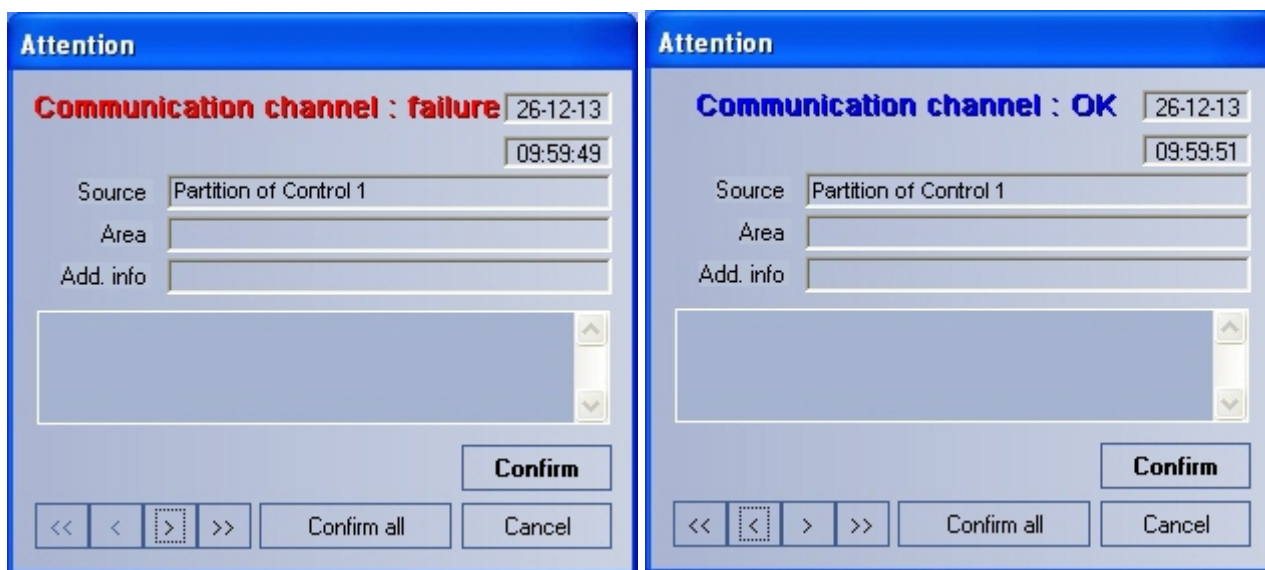 Attention
Communication channel : failure 26-12-13
09:59:49
Source Partition of Control 1
Area
Add. info
Confirm
<< < > >> Confirm all Cancel
Attention
Communication channel : OK 26-12-13
09:59:51
Source Partition of Control 1
Area
Add. info
Confirm
<< < > >> Confirm all Cancel